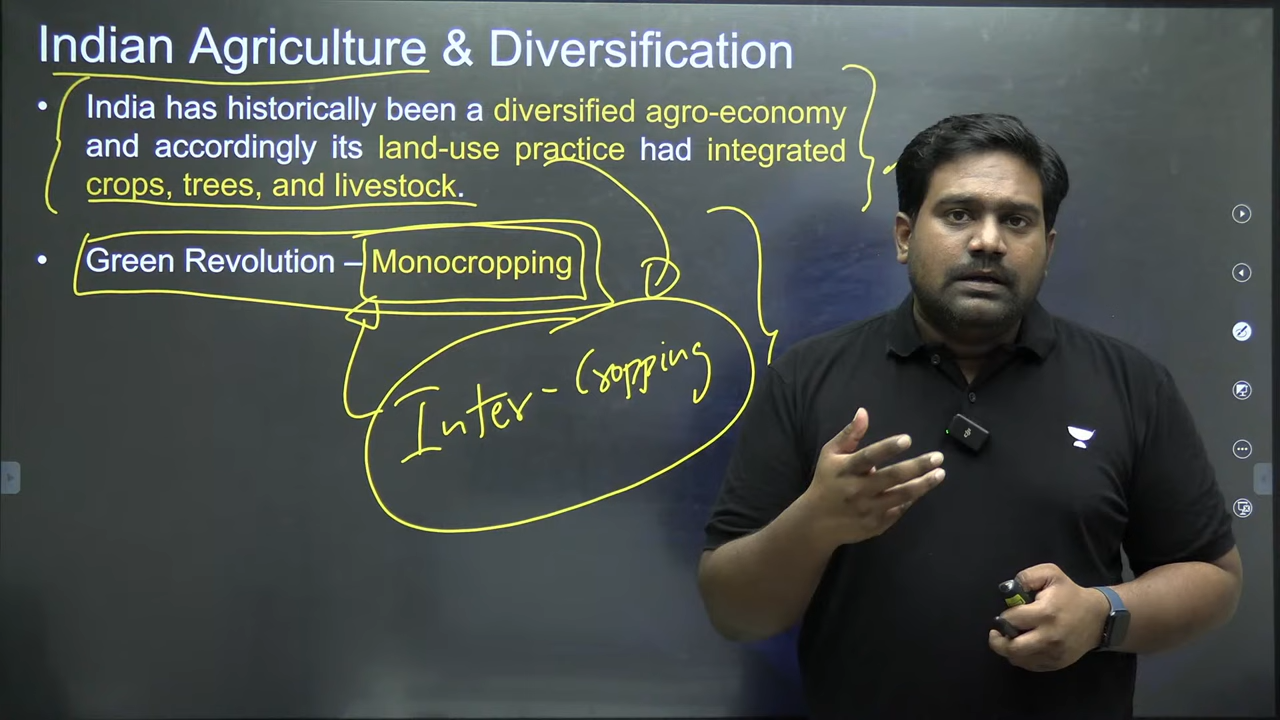 Indian Agriculture & Diversification
• India has historically been a diversified agro-economy
and accordingly its land-use practice had integrated
crops, trees, and livestock.
• Green Revolution – Monocropping
Inter-Cropping